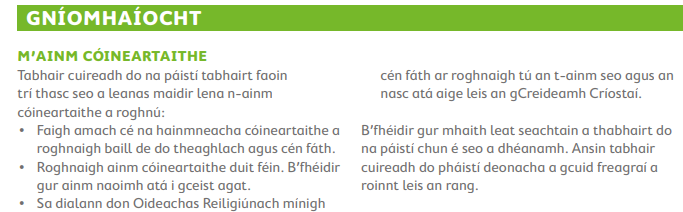 GNÍOMHAÍOCHT
M'AINM CÓINEARTAITHE
Tabhair cuireadh do na páistí tabhairt faoin
trí thasc seo a leanas maidir lena n-ainm
cóineartaithe a roghnú:
• Faigh amach cé na hainmneacha cóineartaithe a
roghnaigh baill de do theaghlach agus cén fáth.
• Roghnaigh ainm cóineartaithe duit féin. B'fhéidir
gur ainm naoimh atá i gceist agat.
• Sa dialann don Oideachas Reiligiúnach mínigh
cén fáth ar roghnaigh tú an t-ainm seo agus an
nasc atá aige leis an gCreideamh Críostaí.
B'fhéidir gur mhaith leat seachtain a thabhairt do
na páistí chun é seo a dhéanamh. Ansin tabhair
cuireadh do pháistí deonacha a gcuid freagraí a
roinnt leis an rang.